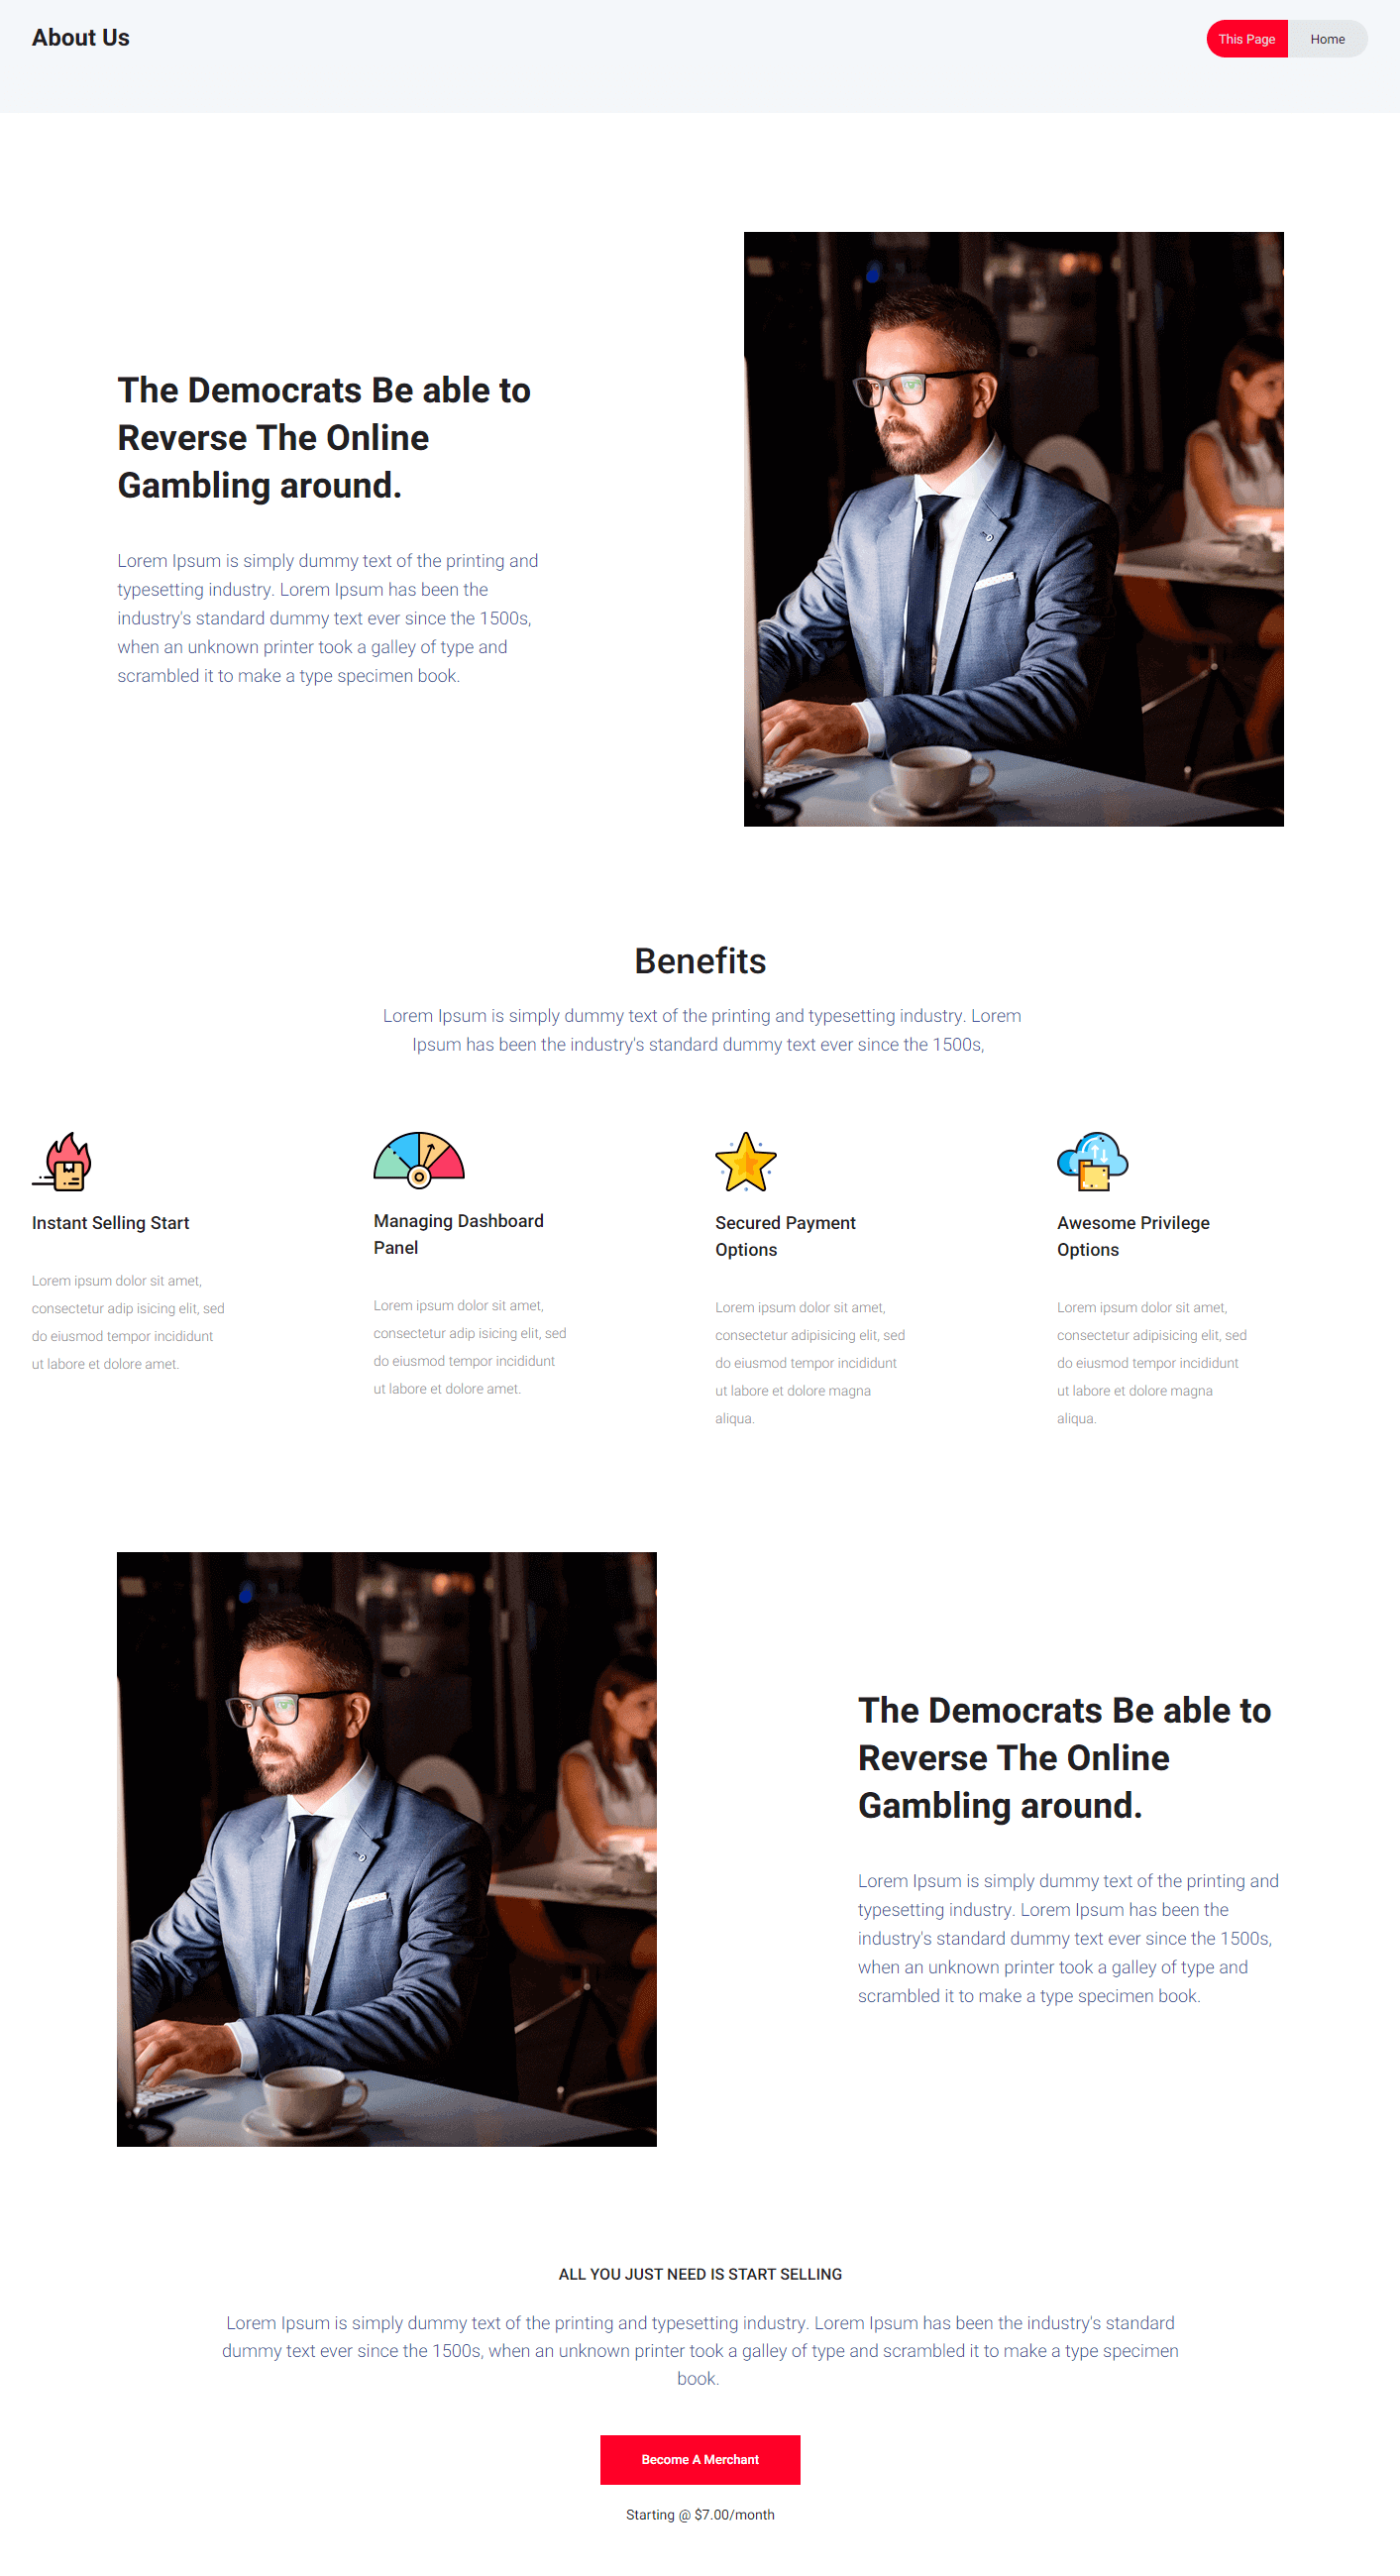 About Us
This Page
Home
The Democrats Be able to
Reverse The Online
Gambling around.
Lorem Ipsum is simply dummy text of the printing and
typesetting industry. Lorem Ipsum has been the
industry's standard dummy text ever since the 1500s,
when an unknown printer took a galley of type and
scrambled it to make a type specimen book.
Benefits
Lorem Ipsum is simply dummy text of the printing and typesetting industry. Lorem
Ipsum has been the industry's standard dummy text ever since the 1500s,
Instant Selling Start
Lorem ipsum dolor sit amet,
consectetur adip isicing elit, sed
do eiusmod tempor incididunt
ut labore et dolore amet.
Managing Dashboard
Panel
Lorem ipsum dolor sit amet,
consectetur adip isicing elit, sed
do eiusmod tempor incididunt
ut labore et dolore amet.
Secured Payment
Options
Lorem ipsum dolor sit amet,
consectetur adipisicing elit, sed
do eiusmod tempor incididunt
ut labore et dolore magna
aliqua.
Awesome Privilege
Options
Lorem ipsum dolor sit amet,
consectetur adipisicing elit, sed
do eiusmod tempor incididunt
ut labore et dolore magna
aliqua.
The Democrats Be able to
Reverse The Online
Gambling around.
Lorem Ipsum is simply dummy text of the printing and
typesetting industry. Lorem Ipsum has been the
industry's standard dummy text ever since the 1500s,
when an unknown printer took a galley of type and
scrambled it to make a type specimen book.
ALL YOU JUST NEED IS START SELLING
Lorem Ipsum is simply dummy text of the printing and typesetting industry. Lorem Ipsum has been the industry's standard
dummy text ever since the 1500s, when an unknown printer took a galley of type and scrambled it to make a type specimen
book.
Become A Merchant
Starting @ $7.00/month